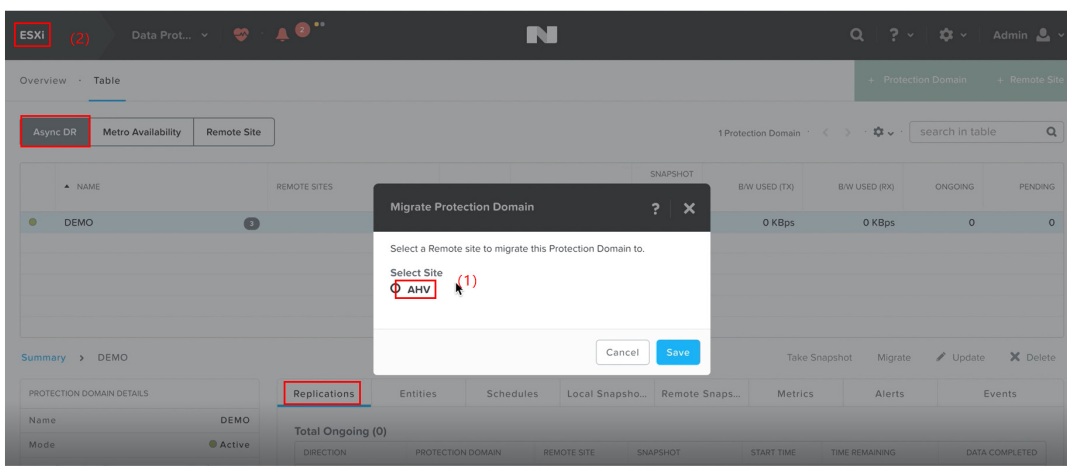 ESXi (2) Data Prot... 2 ? Admin
Overview · Table + Protection Domain + Remote Site
Async DR Metro Availability Remote Site 1 Protection Domain · < > · search in table
NAME REMOTE SITES SNAPSHOT B/W USED (TX) B/W USED (RX) ONGOING PENDING
DEMO 3 0 KBps 0 KBps 0 0
Migrate Protection Domain ? X
Select a Remote site to migrate this Protection Domain to.
Select Site
AHV (1)
Cancel Save
Summary > DEMO Take Snapshot Migrate Update X Delete
PROTECTION DOMAIN DETAILS Replications Entities Schedules Local Snapsho... Remote Snaps... Metrics Alerts Events
Name DEMO
Total Ongoing (0)
Mode Active
DIRECTION PROTECTION DOMAIN REMOTE SITE SNAPSHOT START TIME TIME REMAINING DATA COMPLETED